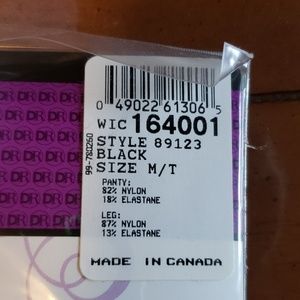 0 49022 61306 5
WIC 164001
STYLE 89123
BLACK
SIZE M/T
PANTY:
82% NYLON
18% ELASTANE
LEG:
87% NYLON
13% ELASTANE
MADE IN CANADA
99-780260